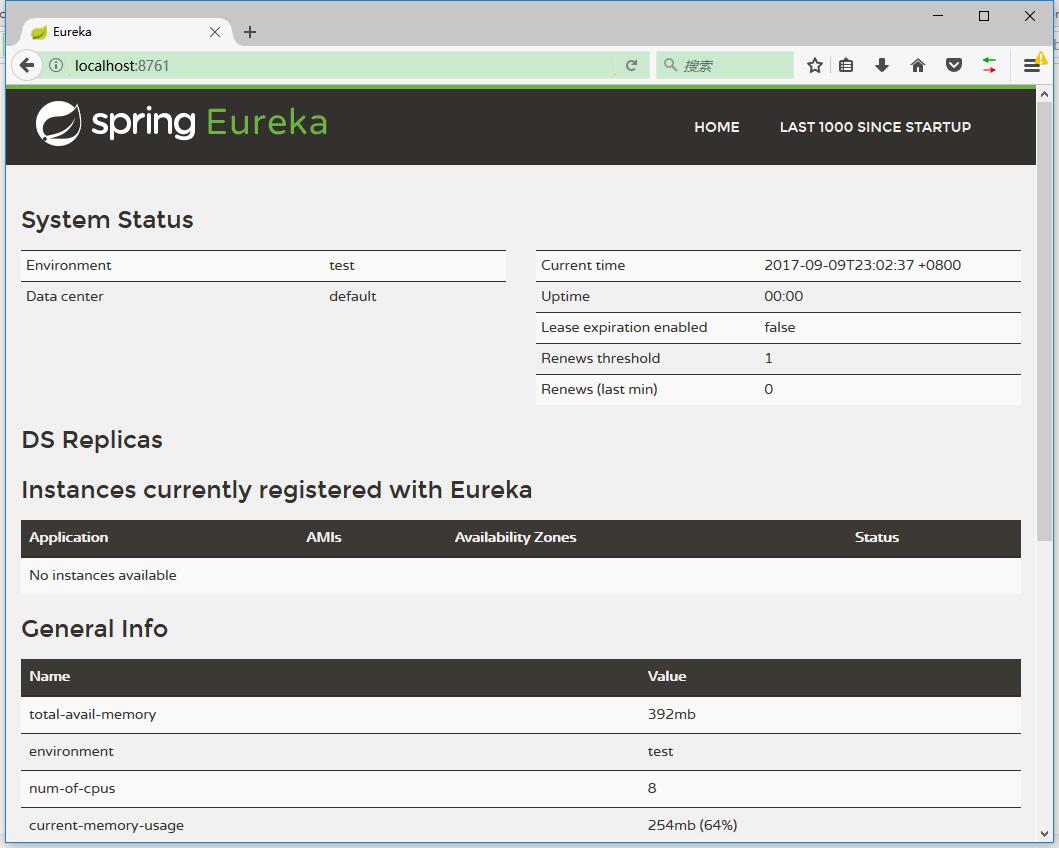 Eureka
localhost:8761
搜索
spring Eureka
HOME
LAST 1000 SINCE STARTUP
System Status
Environment test
Data center default
Current time 2017-09-09T23:02:37 +0800
Uptime 00:00
Lease expiration enabled false
Renews threshold 1
Renews (last min) 0
DS Replicas
Instances currently registered with Eureka
Application AMIs Availability Zones Status
No instances available
General Info
Name Value
total-avail-memory 392mb
environment test
num-of-cpus 8
current-memory-usage 254mb (64%)